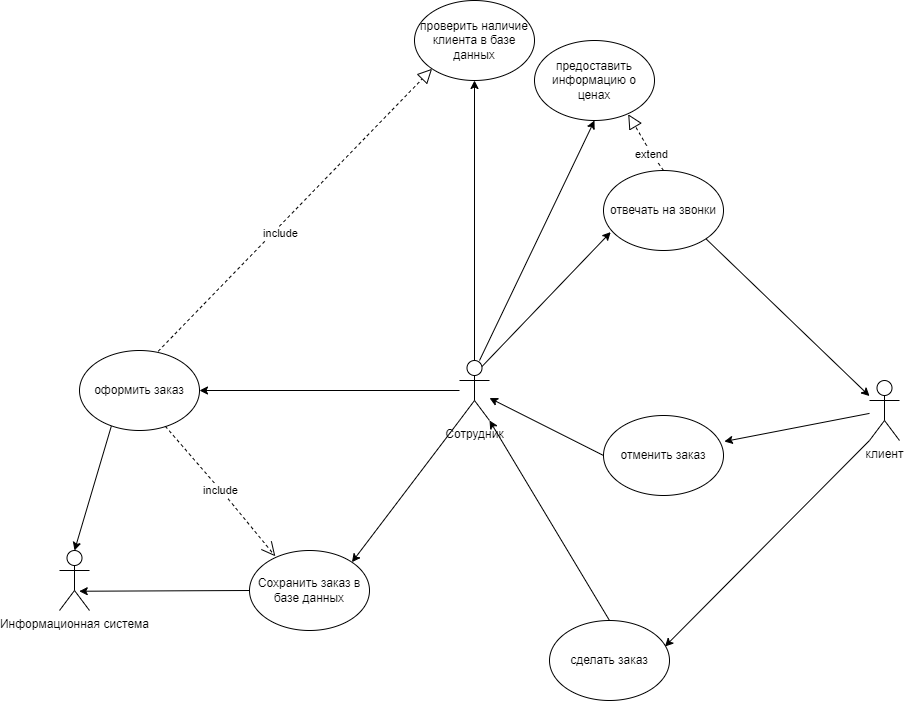 проверить наличие
клиента в базе
данных
предоставить
информацию о
ценах
extend
отвечать на звонки
include
оформить заказ
Сотрудник
отменить заказ
клиент
include
Сохранить заказ в
базе данных
Информационная система
сделать заказ